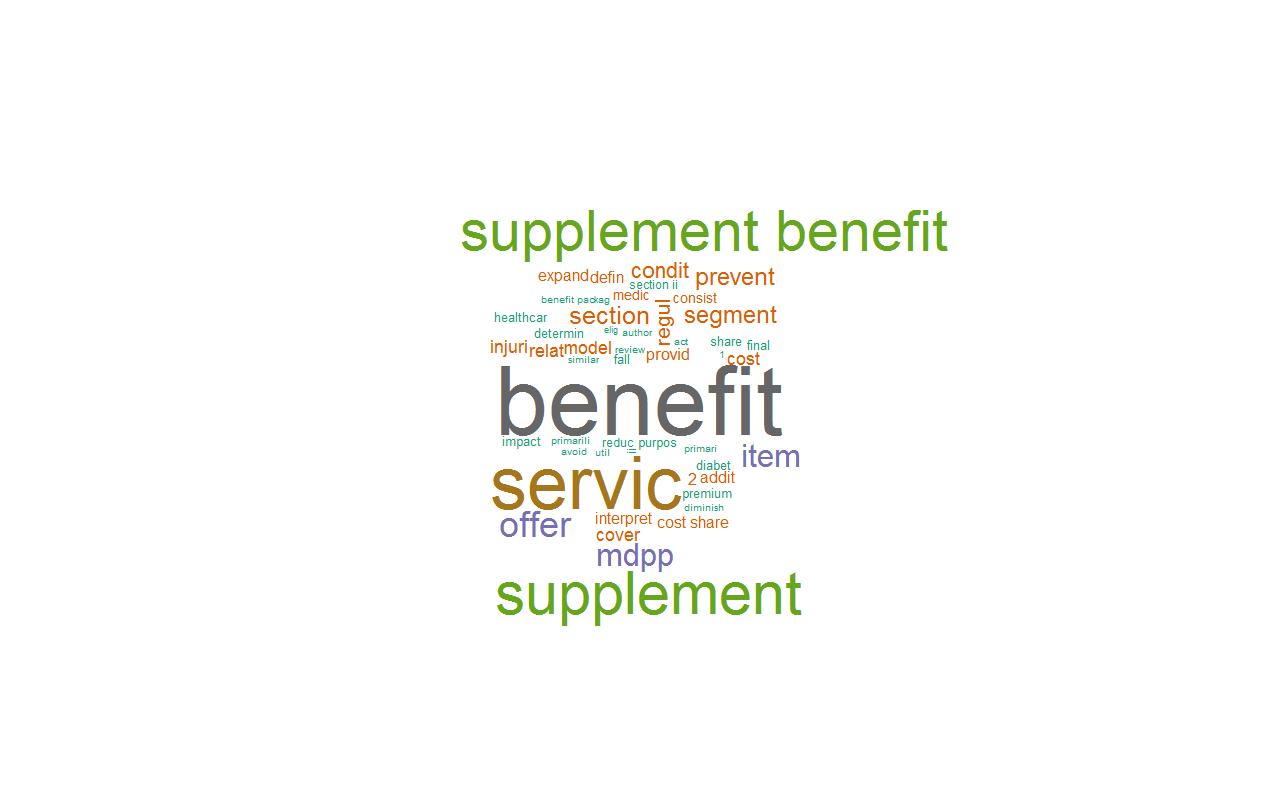 supplement benefit
expand defin condit prevent
section ii
benefit packag medic consist
healthcar section regul segment
determin elig author
injuri relat model review act share final
similar fall provid 1 cost
benefit
impact primarili reduc purpos
avoid util iii primari item
servic diabet
2 addit
premium
diminish
offer interpret cost share
cover
mdpp
supplement